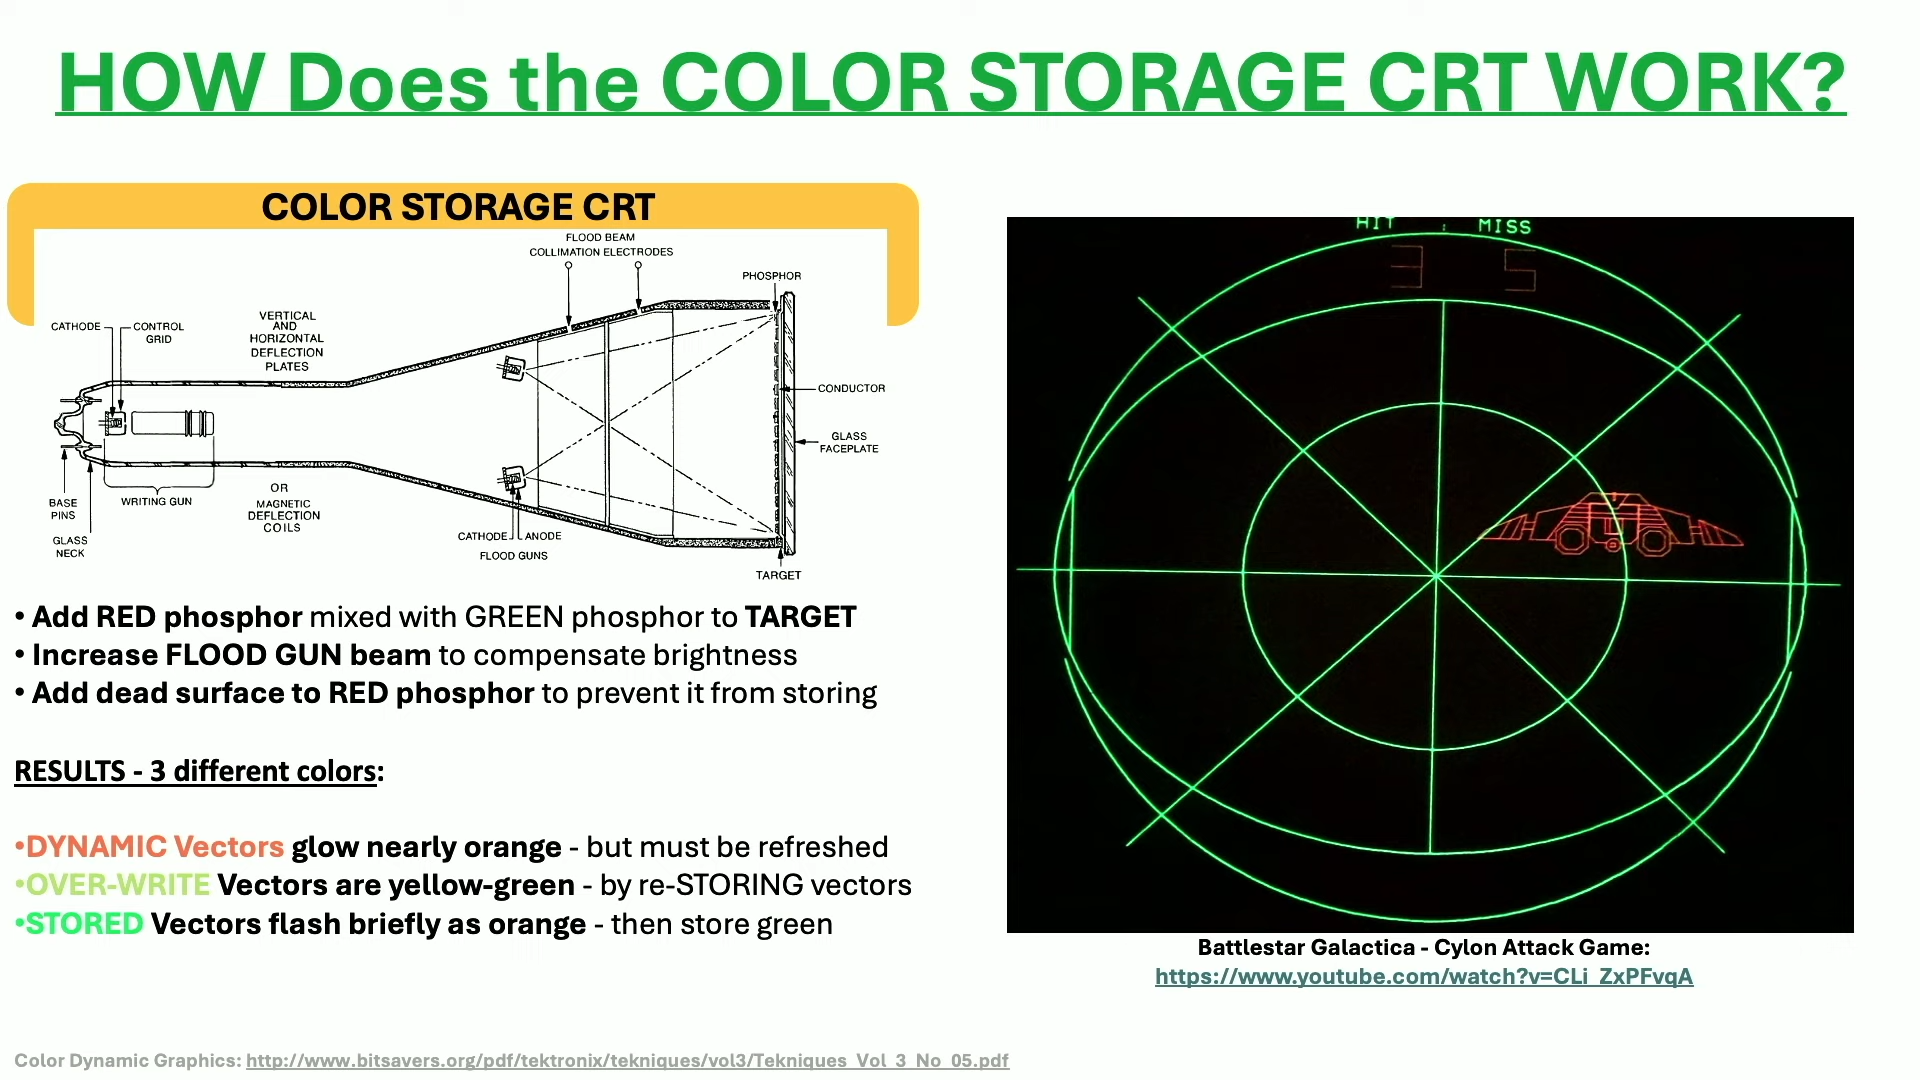 HOW Does the COLOR STORAGE CRT WORK?
COLOR STORAGE CRT
FLOOD BEAM
COLLIMATION ELECTRODES
PHOSPHOR
VERTICAL
AND
HORIZONTAL
DEFLECTION
PLATES
CATHODE
CONTROL
GRID
CONDUCTOR
GLASS
FACEPLATE
BASE
PINS
WRITING GUN
OR
MAGNETIC
DEFLECTION
COILS
GLASS
NECK
CATHODE
ANODE
FLOOD GUNS
TARGET
• Add RED phosphor mixed with GREEN phosphor to TARGET
• Increase FLOOD GUN beam to compensate brightness
• Add dead surface to RED phosphor to prevent it from storing
RESULTS - 3 different colors:
•DYNAMIC Vectors glow nearly orange - but must be refreshed
•OVER-WRITE Vectors are yellow-green - by re-STORING vectors
•STORED Vectors flash briefly as orange - then store green
HIT : MISS
3 5
Battlestar Galactica - Cylon Attack Game:
https://www.youtube.com/watch?v=CLi_ZxPFvqA
Color Dynamic Graphics: http://www.bitsavers.org/pdf/tektronix/tekniques/vol3/Tekniques_Vol_3_No_05.pdf